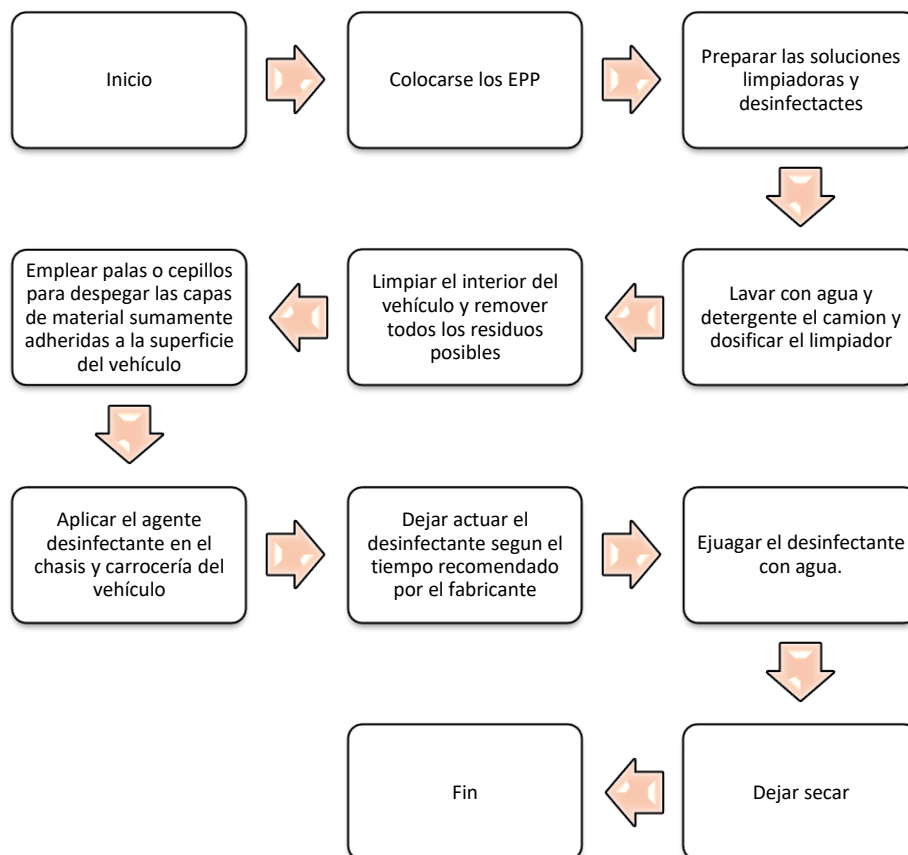 Inicio
Colocarse los EPP
Preparar las soluciones
limpiadoras y
desinfectactes
Lavar con agua y
detergente el camion y
dosificar el limpiador
Limpiar el interior del
vehículo y remover
todos los residuos
posibles
Emplear palas o cepillos
para despegar las capas
de material sumamente
adheridas a la superficie
del vehículo
Aplicar el agente
desinfectante en el
chasis y carrocería del
vehículo
Dejar actuar el
desinfectante segun el
tiempo recomendado
por el fabricante
Ejuagar el desinfectante
con agua.
Dejar secar
Fin